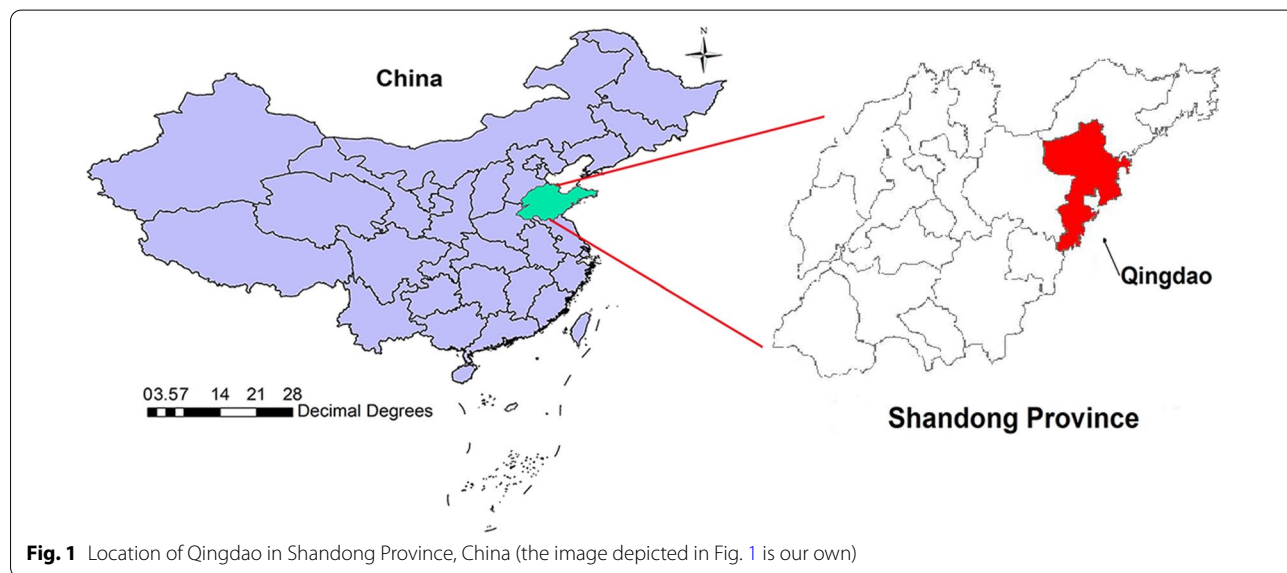 N
China
Qingdao
03.57 14 21 28
Decimal Degrees
Shandong Province
Fig. 1 Location of Qingdao in Shandong Province, China (the image depicted in Fig. 1 is our own)